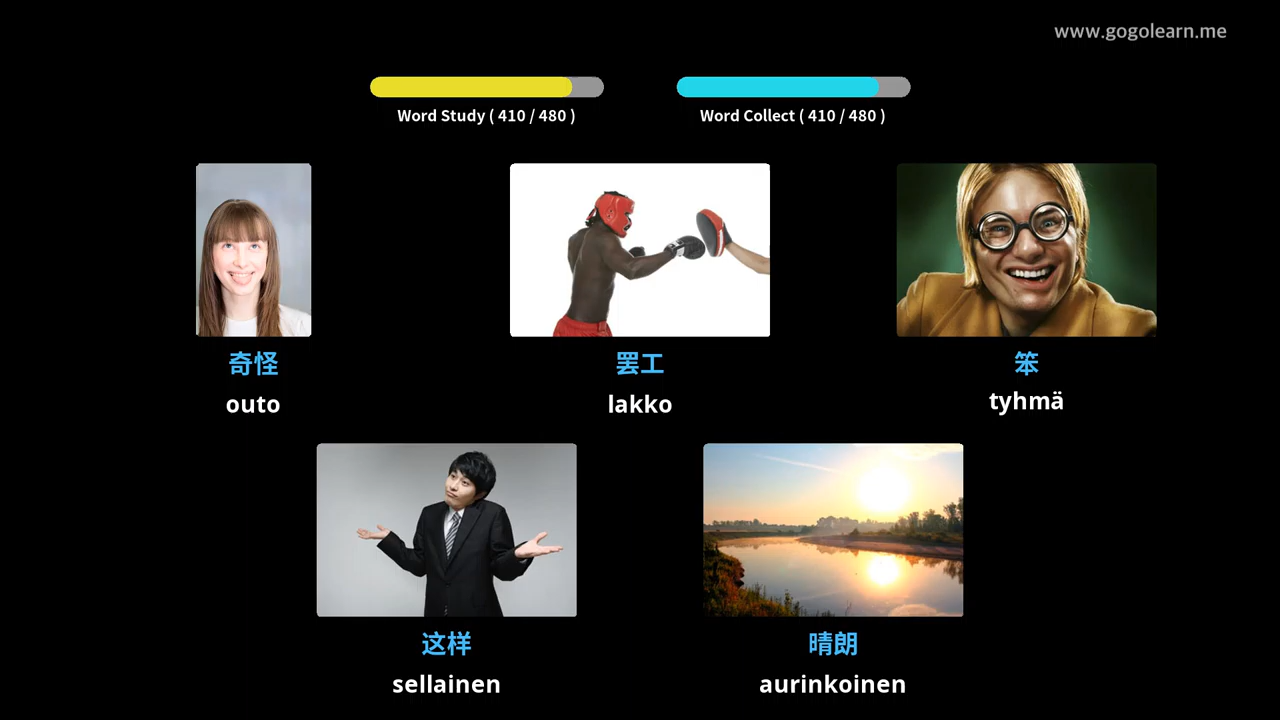 www.gogolearn.me
Word Study ( 410 / 480 )
Word Collect ( 410 / 480 )
奇怪
罢工
笨
outo
lakko
tyhmä
这样
晴朗
sellainen
aurinkoinen